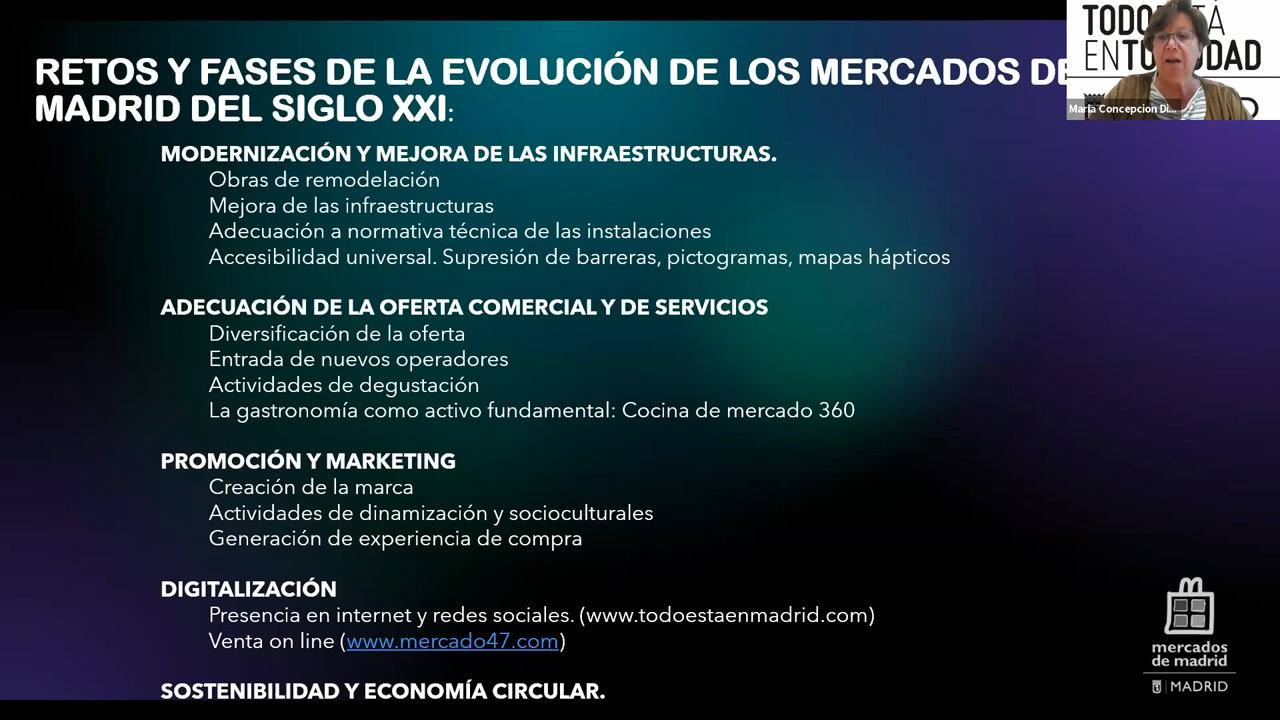 RETOS Y FASES DE LA EVOLUCIÓN DE LOS MERCADOS DE
MADRID DEL SIGLO XXI:
MODERNIZACIÓN Y MEJORA DE LAS INFRAESTRUCTURAS.
Obras de remodelación
Mejora de las infraestructuras
Adecuación a normativa técnica de las instalaciones
Accesibilidad universal. Supresión de barreras, pictogramas, mapas hápticos
ADECUACIÓN DE LA OFERTA COMERCIAL Y DE SERVICIOS
Diversificación de la oferta
Entrada de nuevos operadores
Actividades de degustación
La gastronomía como activo fundamental: Cocina de mercado 360
PROMOCIÓN Y MARKETING
Creación de la marca
Actividades de dinamización y socioculturales
Generación de experiencia de compra
DIGITALIZACIÓN
Presencia en internet y redes sociales. (www.todoestaenmadrid.com)
Venta on line (www.mercado47.com)
SOSTENIBILIDAD Y ECONOMÍA CIRCULAR.
María Concepcion Di...
mercados
de madrid
MADRID